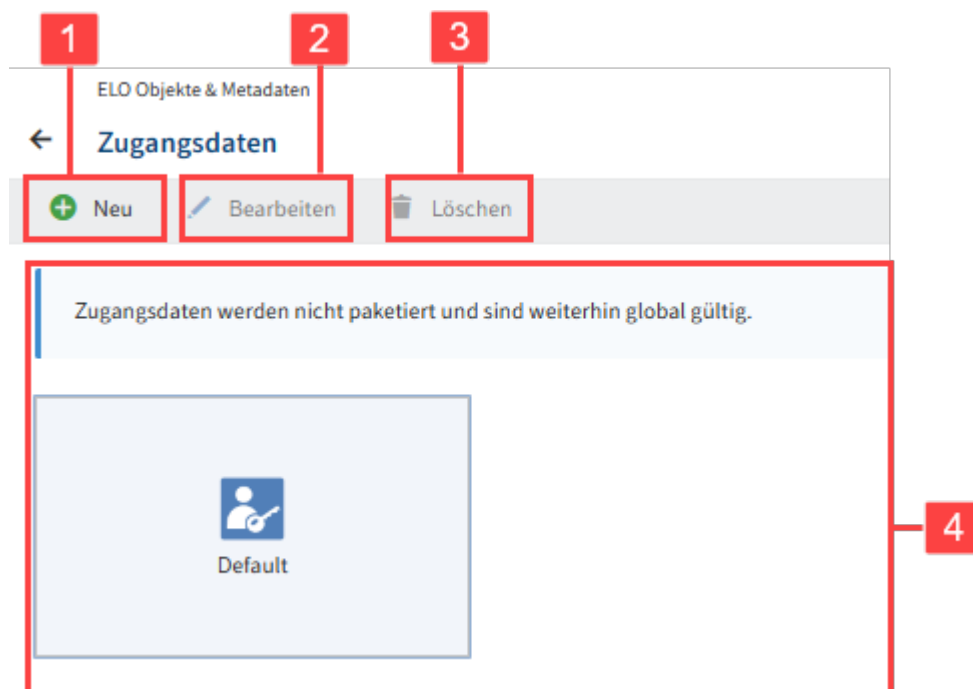 1 2 3
ELO Objekte & Metadaten
Zugangsdaten
Neu Bearbeiten Löschen
Zugangsdaten werden nicht paketiert und sind weiterhin global gültig.
4
Default